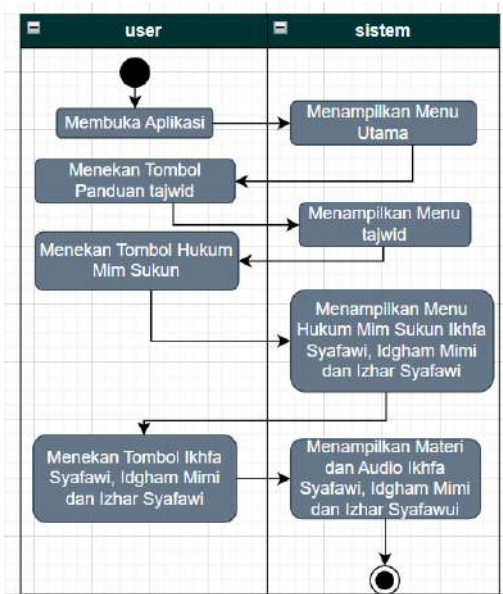 user
sistem
Membuka Aplikasi
Menampilkan Menu
Utama
Menekan Tombol
Panduan tajwid
Menampilkan Menu
tajwid
Menekan Tombol Hukum
Mim Sukun
Menampilkan Menu
Hukum Mim Sukun Ikhfa
Syafawi, Idgham Mimi
dan Izhar Syafawi
Menekan Tombol Ikhfa
Syafawi, Idgham Mimi
dan Izhar Syafawi
Menampilkan Materi
dan Audio Ikhfa
Syafawi, Idgham Mimi
dan Izhar Syafawui